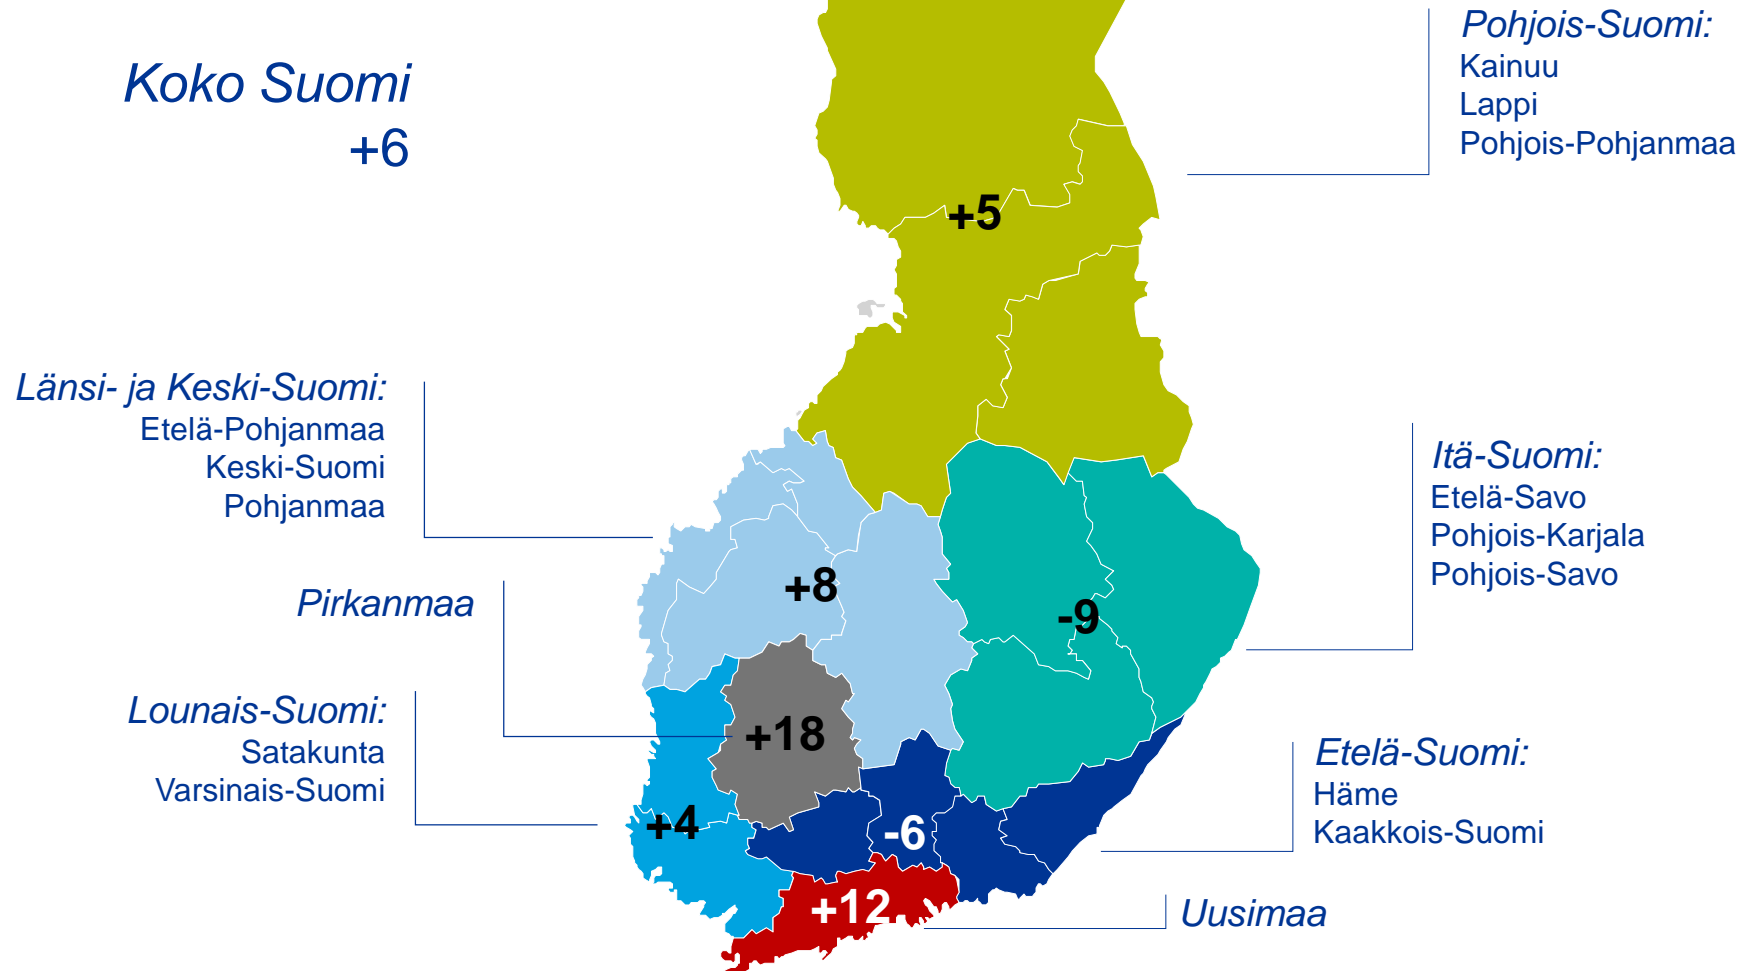 Koko Suomi
+6
Pohjois-Suomi:
Kainuu
Lappi
Pohjois-Pohjanmaa
+5
Länsi- ja Keski-Suomi:
Etelä-Pohjanmaa
Keski-Suomi
Pohjanmaa
+8
Itä-Suomi:
Etelä-Savo
Pohjois-Karjala
Pohjois-Savo
-9
Pirkanmaa
+18
Lounais-Suomi:
Satakunta
Varsinais-Suomi
+4
Etelä-Suomi:
Häme
Kaakkois-Suomi
-6
+12
Uusimaa